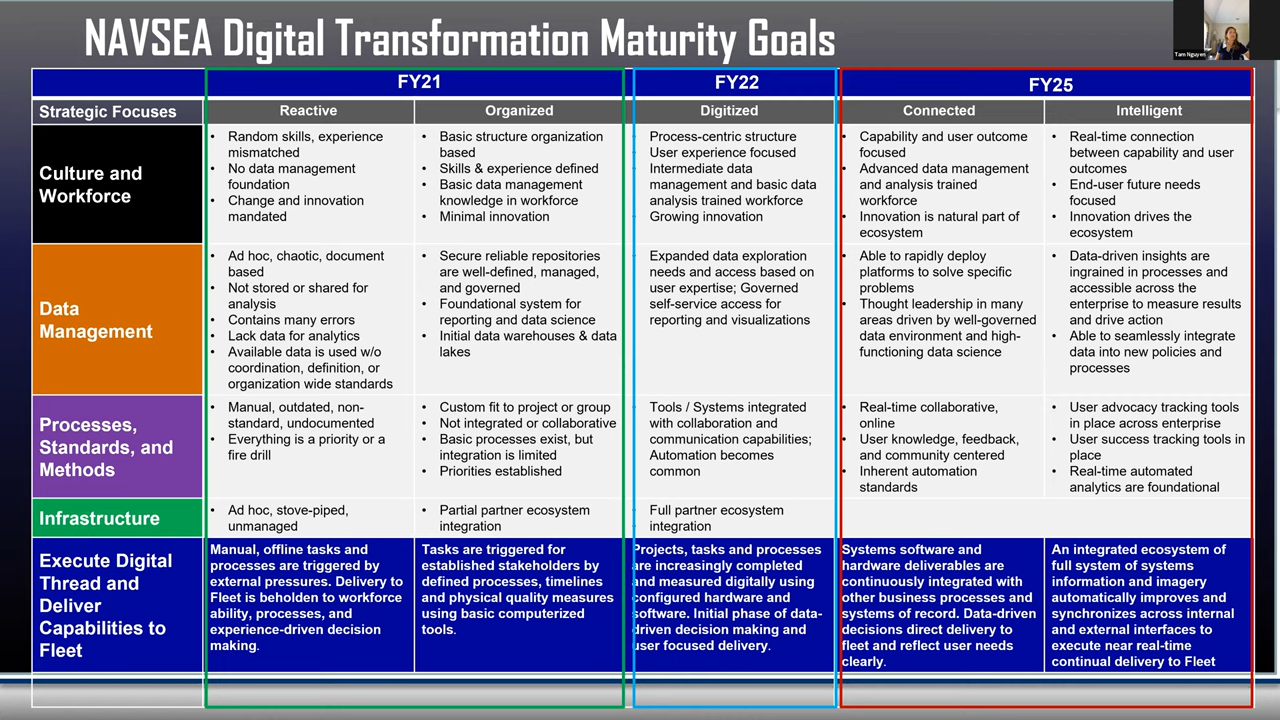 NAVSEA Digital Transformation Maturity Goals
Tam Nguyen
FY21
FY22
FY25
Strategic Focuses
Reactive
Organized
Digitized
Connected
Intelligent
Culture and
Workforce
• Random skills, experience
mismatched
• No data management
foundation
• Change and innovation
mandated
• Basic structure organization
based
• Skills & experience defined
• Basic data management
knowledge in workforce
• Minimal innovation
• Process-centric structure
• User experience focused
• Intermediate data
management and basic data
analysis trained workforce
• Growing innovation
• Capability and user outcome
focused
• Advanced data management
and analysis trained
workforce
• Innovation is natural part of
ecosystem
• Real-time connection
between capability and user
outcomes
• End-user future needs
focused
• Innovation drives the
ecosystem
Data
Management
• Ad hoc, chaotic, document
based
• Not stored or shared for
analysis
• Contains many errors
• Lack data for analytics
• Available data is used w/o
coordination, definition, or
organization wide standards
• Secure reliable repositories
are well-defined, managed,
and governed
• Foundational system for
reporting and data science
• Initial data warehouses & data
lakes
• Expanded data exploration
needs and access based on
user expertise; Governed
self-service access for
reporting and visualizations
• Able to rapidly deploy
platforms to solve specific
problems
• Thought leadership in many
areas driven by well-governed
data environment and high-
functioning data science
• Data-driven insights are
ingrained in processes and
accessible across the
enterprise to measure results
and drive action
• Able to seamlessly integrate
data into new policies and
processes
Processes,
Standards, and
Methods
• Manual, outdated, non-
standard, undocumented
• Everything is a priority or a
fire drill
• Custom fit to project or group
• Not integrated or collaborative
• Basic processes exist, but
integration is limited
• Priorities established
• Tools / Systems integrated
with collaboration and
communication capabilities;
Automation becomes
common
• Real-time collaborative,
online
• User knowledge, feedback,
and community centered
• Inherent automation
standards
• User advocacy tracking tools
in place across enterprise
• User success tracking tools in
place
• Real-time automated
analytics are foundational
Infrastructure
• Ad hoc, stove-piped,
unmanaged
• Partial partner ecosystem
integration
• Full partner ecosystem
• integration
Execute Digital
Thread and
Deliver
Capabilities to
Fleet
Manual, offline tasks and
processes are triggered by
external pressures. Delivery to
Fleet is beholden to workforce
ability, processes, and
experience-driven decision
making.
Tasks are triggered for
established stakeholders by
defined processes, timelines
and physical quality measures
using basic computerized
tools.
Projects, tasks and processes
are increasingly completed
and measured digitally using
configured hardware and
software. Initial phase of data-
driven decision making and
user focused delivery.
Systems software and
hardware deliverables are
continuously integrated with
other business processes and
systems of record. Data-driven
decisions direct delivery to
fleet and reflect user needs
clearly.
An integrated ecosystem of
full system of systems
information and imagery
automatically improves and
synchronizes across internal
and external interfaces to
execute near real-time
continual delivery to Fleet